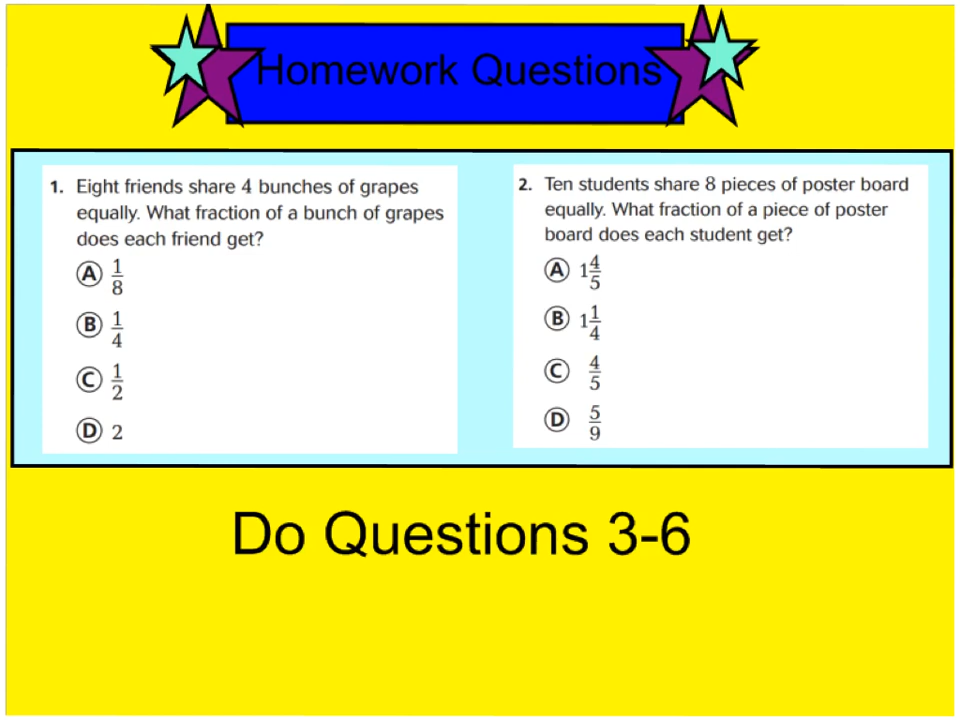 Homework Questions
1. Eight friends share 4 bunches of grapes
equally. What fraction of a bunch of grapes
does each friend get?
A 1/8
B 1/4
C 1/2
D 2
2. Ten students share 8 pieces of poster board
equally. What fraction of a piece of poster
board does each student get?
A 1 4/5
B 1 1/4
C 4/5
D 5/9
Do Questions 3-6